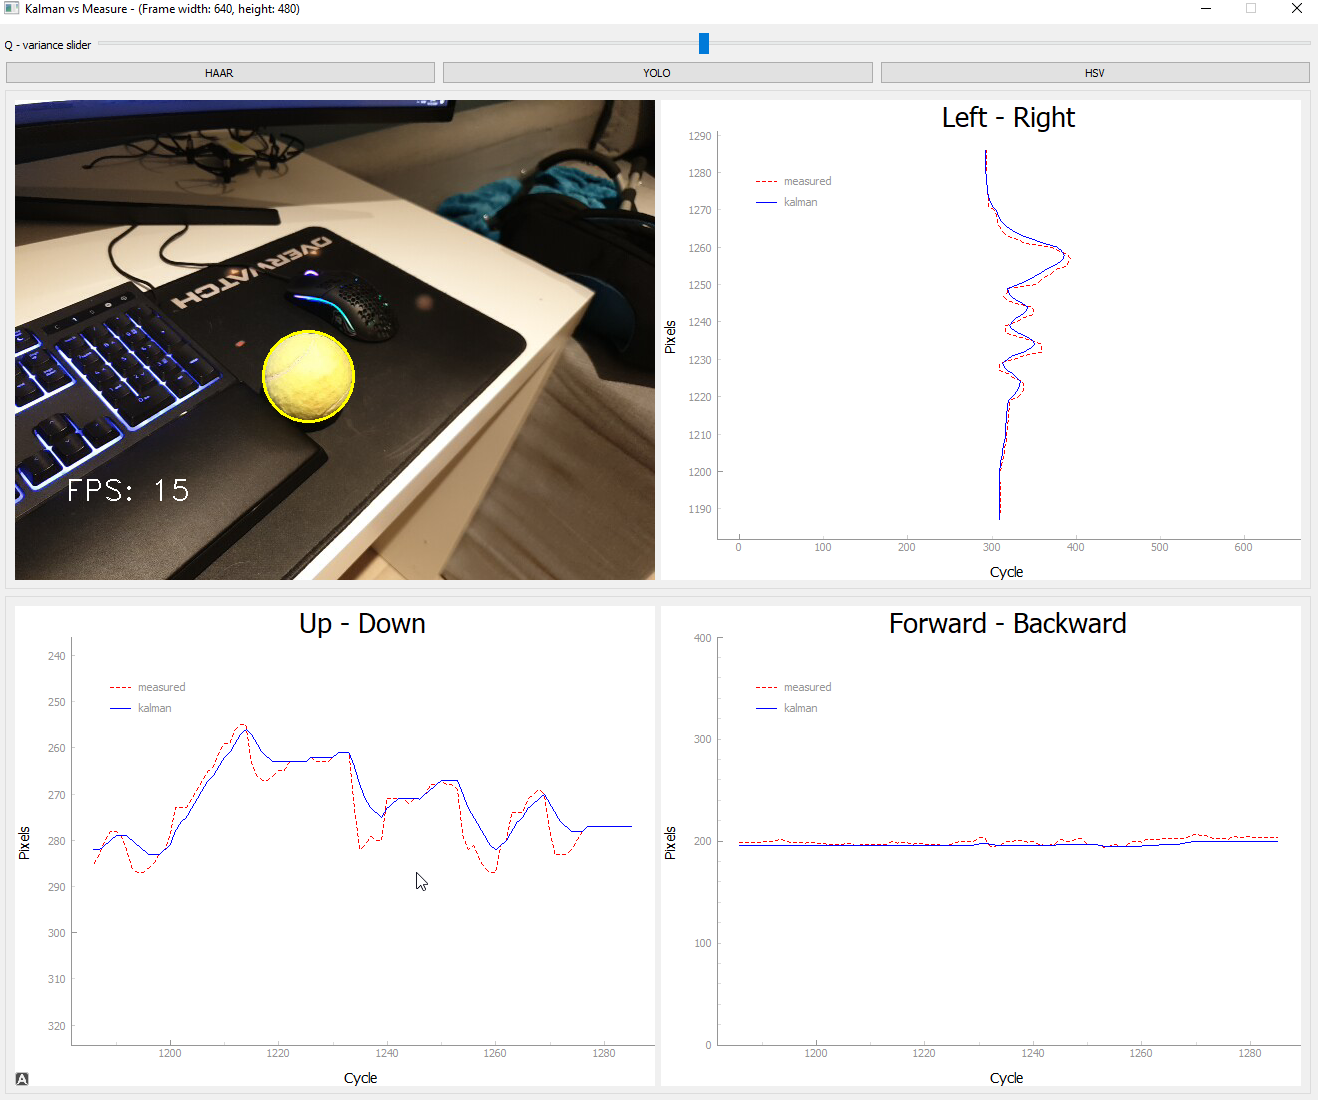 Kalman vs Measure - (Frame width: 640, height: 480)
Q - variance slider
HAAR
YOLO
HSV
OVERWATCH
FPS: 15
Left - Right
1290
1280
1270
1260
1250
1240
1230
1220
1210
1200
1190
measured
kalman
Pixels
0 100 200 300 400 500 600
Cycle
Up - Down
240
250
260
270
280
290
300
310
320
measured
kalman
Pixels
1200 1220 1240 1260 1280
Cycle
A
Forward - Backward
400
300
200
100
0
measured
kalman
Pixels
1200 1220 1240 1260 1280
Cycle